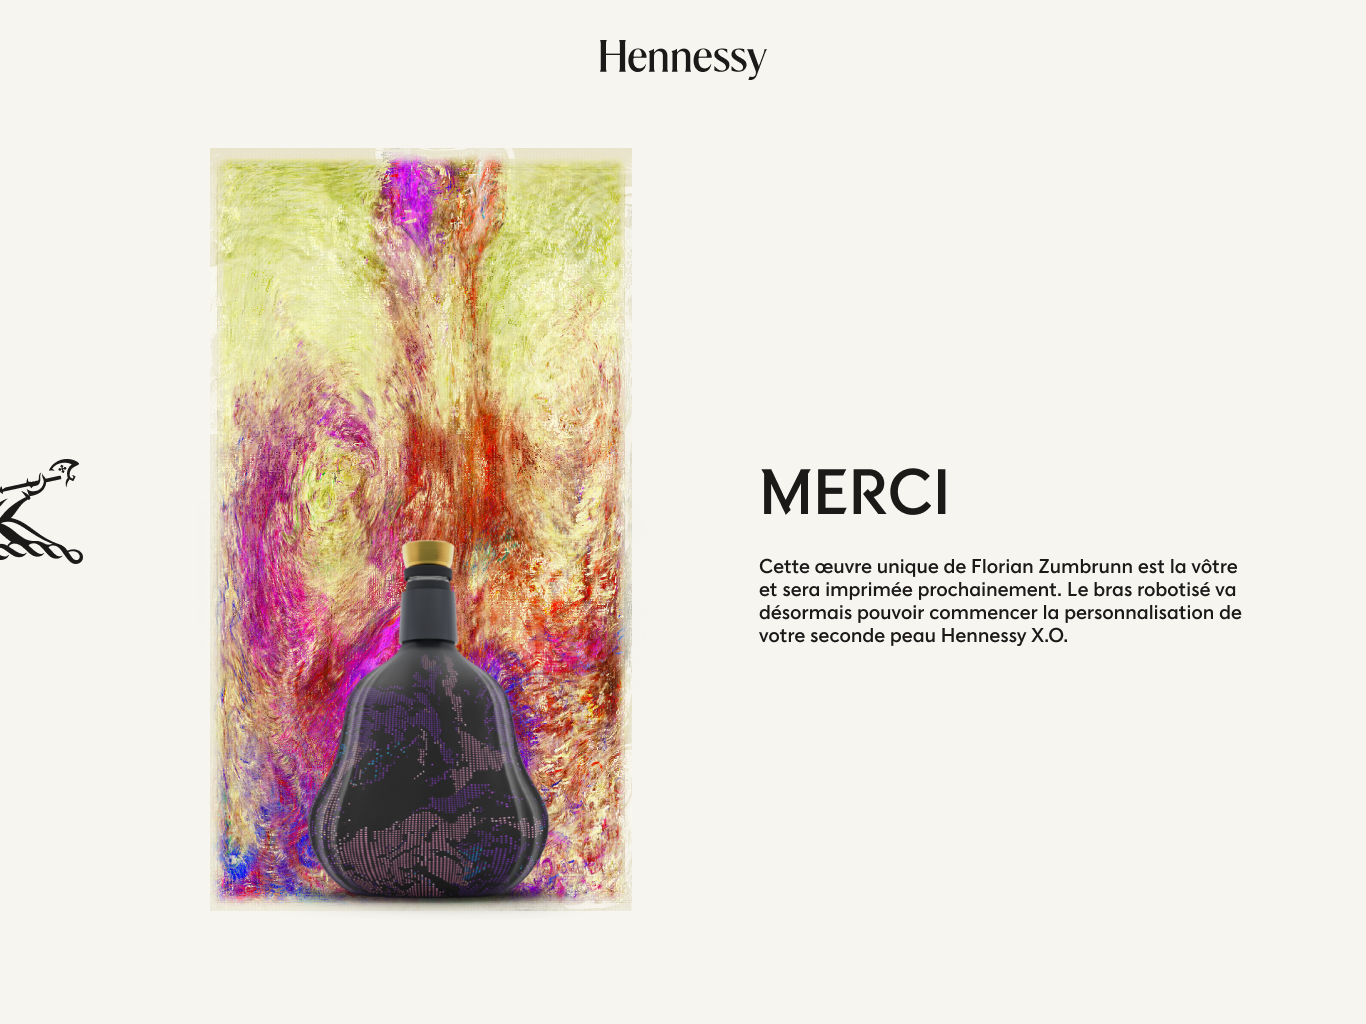 Hennessy
MERCI
Cette œuvre unique de Florian Zumbrunn est la vôtre
et sera imprimée prochainement. Le bras robotisé va
désormais pouvoir commencer la personnalisation de
votre seconde peau Hennessy X.O.